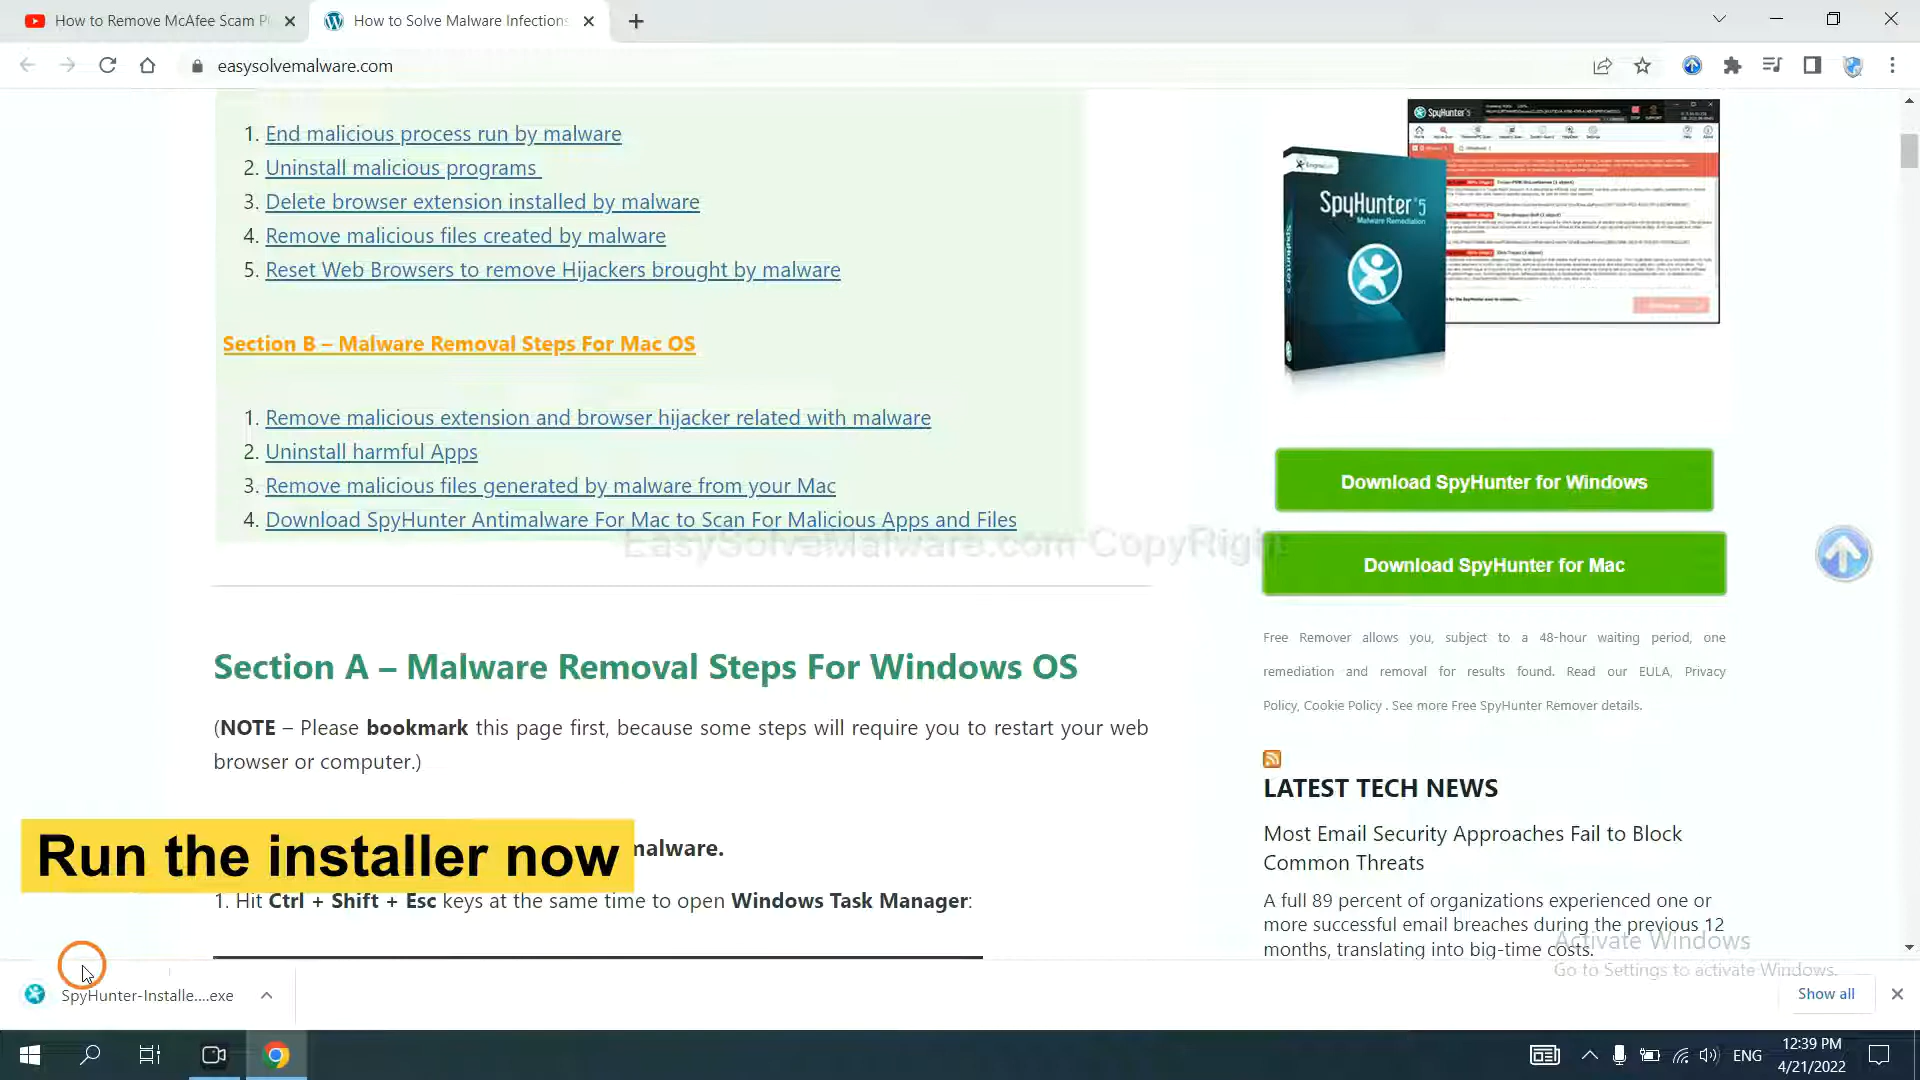 How to Remove McAfee Scam P
How to Solve Malware Infections
easysolvemalware.com
1. End malicious process run by malware
2. Uninstall malicious programs
3. Delete browser extension installed by malware
4. Remove malicious files created by malware
5. Reset Web Browsers to remove Hijackers brought by malware
Section B – Malware Removal Steps For Mac OS
1. Remove malicious extension and browser hijacker related with malware
2. Uninstall harmful Apps
3. Remove malicious files generated by malware from your Mac
4. Download SpyHunter Antimalware For Mac to Scan For Malicious Apps and Files
EasySolveMalware.com CopyRight
Section A – Malware Removal Steps For Windows OS
(NOTE – Please bookmark this page first, because some steps will require you to restart your web
browser or computer.)
malware.
Run the installer now
1. Hit Ctrl + Shift + Esc keys at the same time to open Windows Task Manager:
SpyHunter 5
SpyHunter 5
Malware Remediation
Download SpyHunter for Windows
Download SpyHunter for Mac
Free Remover allows you, subject to a 48-hour waiting period, one
remediation and removal for results found. Read our EULA, Privacy
Policy, Cookie Policy . See more Free SpyHunter Remover details.
LATEST TECH NEWS
Most Email Security Approaches Fail to Block
Common Threats
A full 89 percent of organizations experienced one or
more successful email breaches during the previous 12
months, translating into big-time costs.
Activate Windows
Go to Settings to activate Windows.
SpyHunter-Installe....exe
Show all
ENG
12:39 PM
4/21/2022